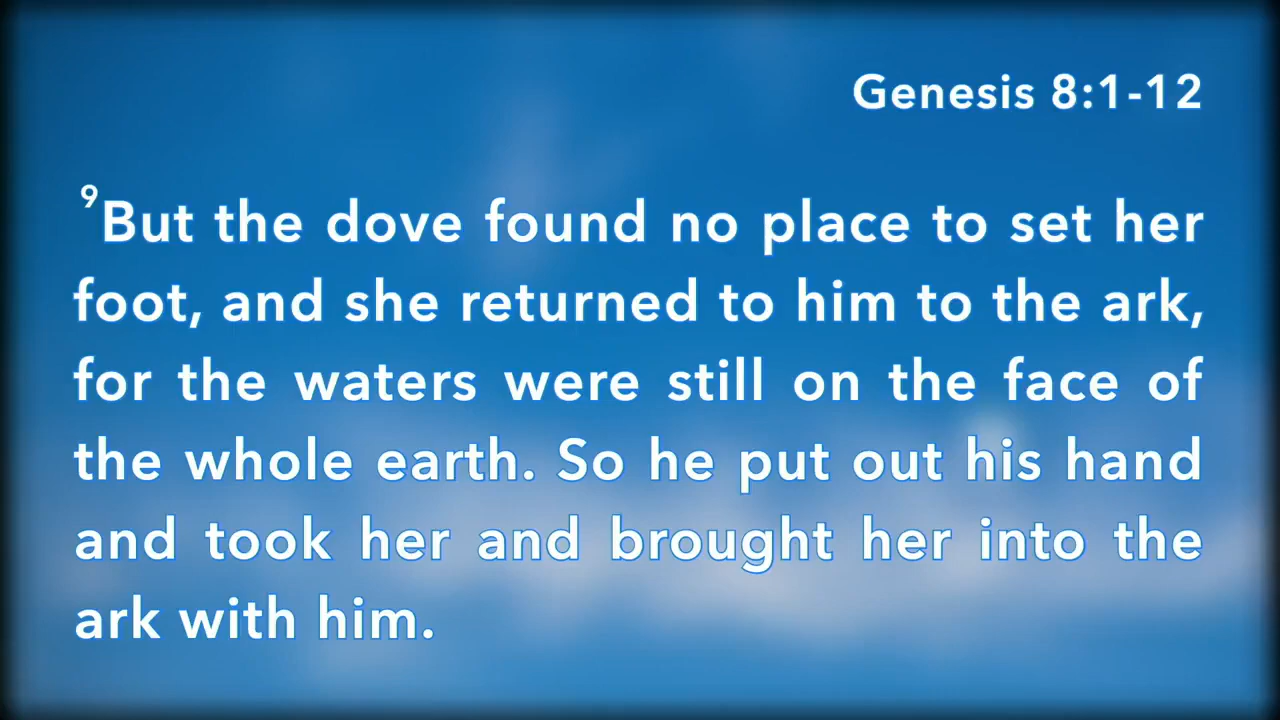 Genesis 8:1-12
⁹But the dove found no place to set her
foot, and she returned to him to the ark,
for the waters were still on the face of
the whole earth. So he put out his hand
and took her and brought her into the
ark with him.